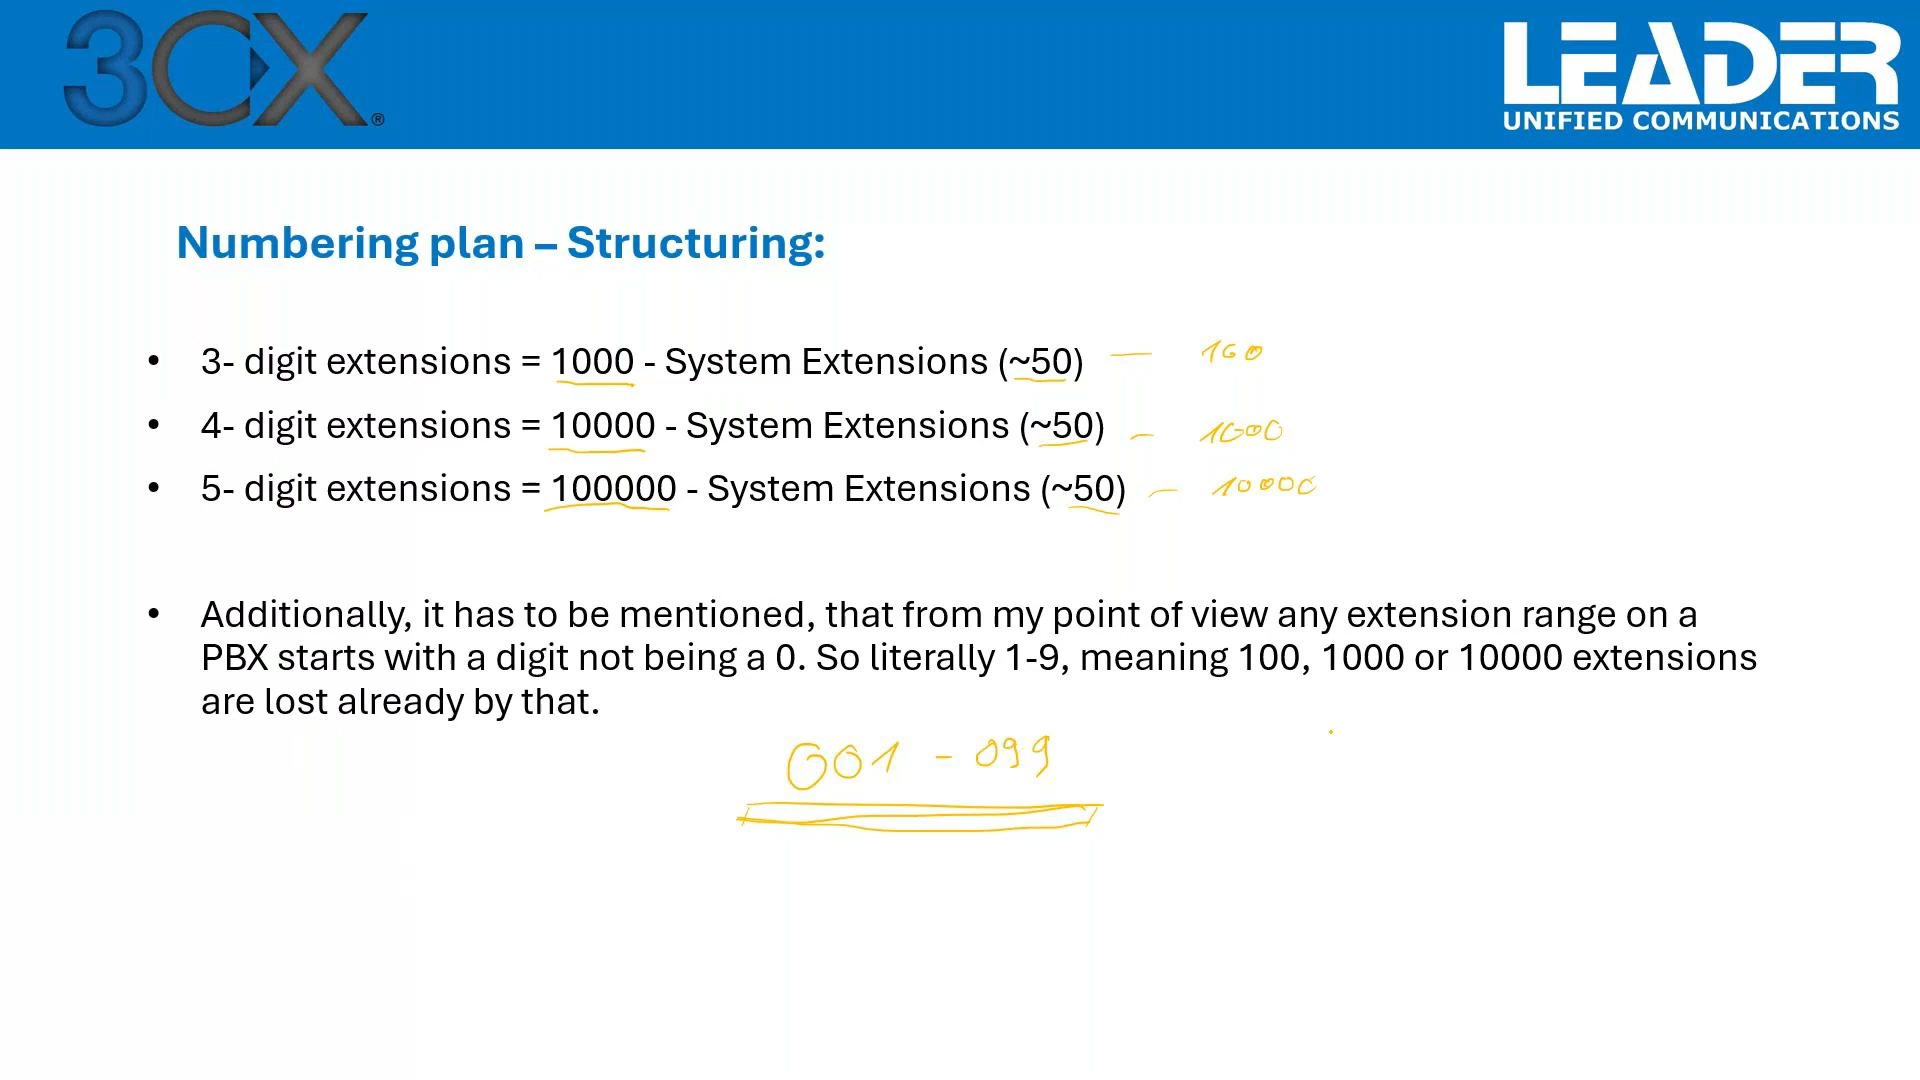 3CX®
LEADER
UNIFIED COMMUNICATIONS
Numbering plan – Structuring:
• 3- digit extensions = 1000 - System Extensions (~50) — 100
• 4- digit extensions = 10000 - System Extensions (~50) – 1000
• 5- digit extensions = 100000 - System Extensions (~50) — 10000
• Additionally, it has to be mentioned, that from my point of view any extension range on a
PBX starts with a digit not being a 0. So literally 1-9, meaning 100, 1000 or 10000 extensions
are lost already by that.
001 - 099